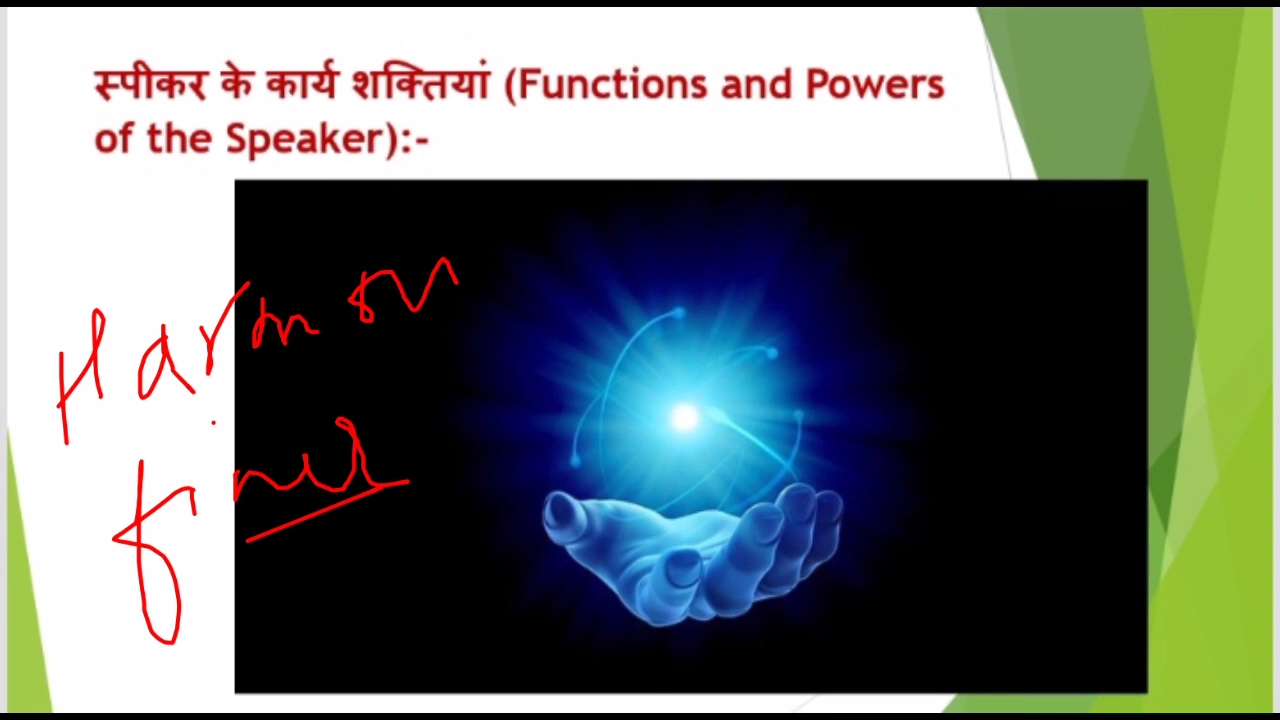 स्पीकर के कार्य शक्तियां (Functions and Powers
of the Speaker):-